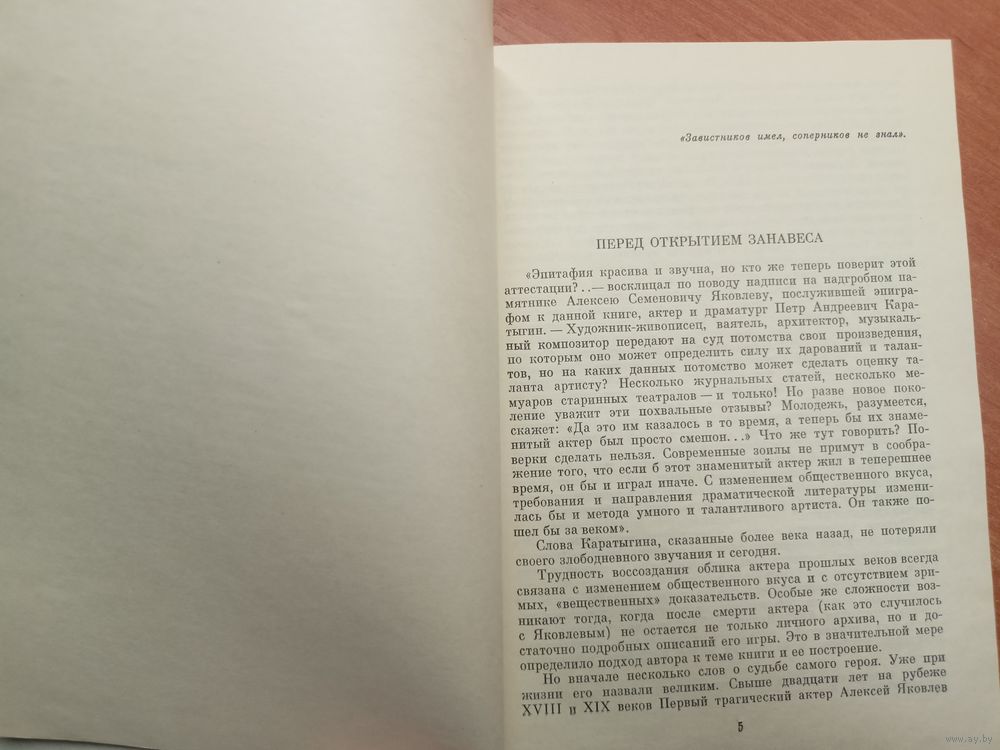 «Завистников имел, соперников не знал».
ПЕРЕД ОТКРЫТИЕМ ЗАНАВЕСА
«Эпитафия красива и звучна, но кто же теперь поверит этой
аттестации?..— восклицал по поводу надписи на надгробном па-
мятнике Алексею Семеновичу Яковлеву, послужившей эпигра-
фом к данной книге, актер и драматург Петр Андреевич Кара-
тыгин. — Художник-живописец, ваятель, архитектор, музыкаль-
ный композитор передают на суд потомства свои произведения,
по которым оно может определить силу их дарований и талан-
тов, но на каких данных потомство может сделать оценку та-
ланта артисту? Несколько журнальных статей, несколько ме-
муаров старинных театралов — и только! Но разве новое поко-
ление уважит эти похвальные отзывы? Молодежь, разумеется,
скажет: «Да это им казалось в то время, а теперь бы их знаме-
нитый актер был просто смешон...» Что же тут говорить? По-
верки сделать нельзя. Современные зоилы не примут в сообра-
жение того, что если б этот знаменитый актер жил в теперешнее
время, он бы и играл иначе. С изменением общественного вкуса,
требования и направления драматической литературы измени-
лась бы и метода умного и талантливого артиста. Он также по-
шел бы за веком».
Слова Каратыгина, сказанные более века назад, не потеряли
своего злободневного звучания и сегодня.
Трудность воссоздания облика актера прошлых веков всегда
связана с изменением общественного вкуса и с отсутствием зри-
мых, «вещественных» доказательств. Особые же сложности воз-
никают тогда, когда после смерти актера (как это случилось
с Яковлевым) не остается не только личного архива, но и до-
статочно подробных описаний его игры. Это в значительной мере
определило подход автора к теме книги и ее построение.
Но вначале несколько слов о судьбе самого героя. Уже при
жизни его назвали великим. Свыше двадцати лет на рубеже
XVIII и XIX веков Первый трагический актер Алексей Яковлев
5
www.ay.by